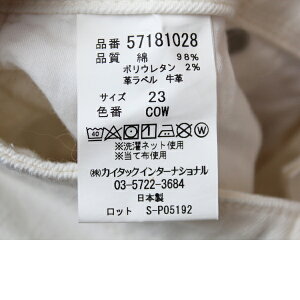 品番 57181028
品質 綿 98%
ポリウレタン 2%
革ラベル 牛革
サイズ 23
色番 COW
40
※洗濯ネット使用
※当て布使用
㈱カイタックインターナショナル
03-5722-3684
日本製
ロット S-P05192